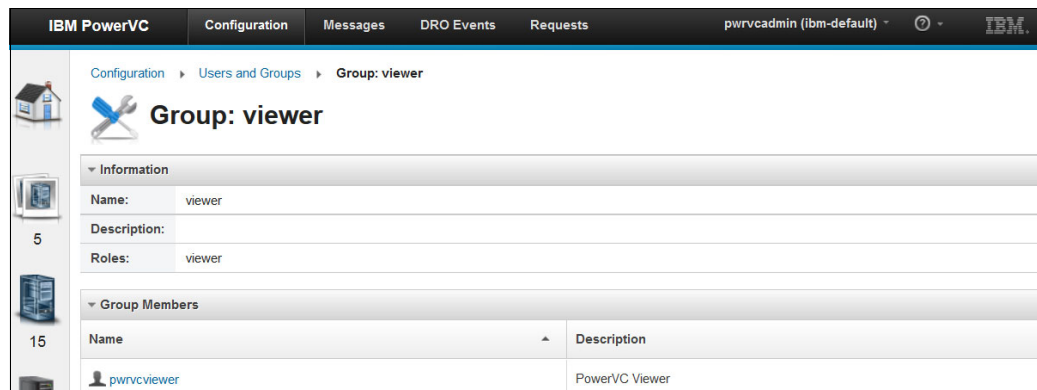 IBM PowerVC Configuration Messages DRO Events Requests pwrvcadmin (ibm-default) ? IBM.
Configuration Users and Groups Group: viewer
Group: viewer
Information
Name: viewer
Description:
Roles: viewer
5
Group Members
15
Name Description
pwrvcviewer PowerVC Viewer